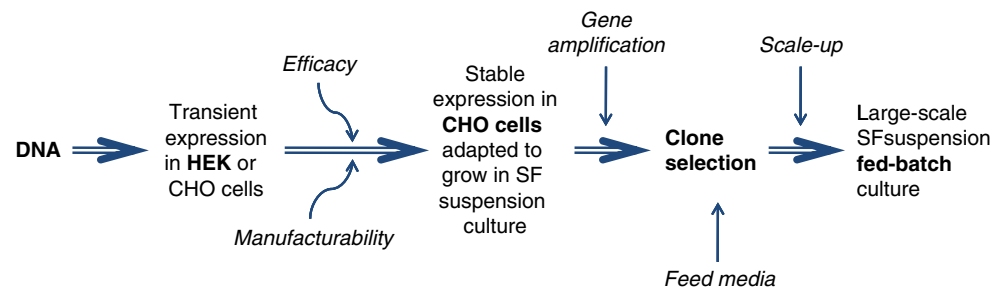 DNA
Transient
expression
in HEK or
CHO cells
Efficacy
Manufacturability
Stable
expression in
CHO cells
adapted to
grow in SF
suspension
culture
Gene
amplification
Clone
selection
Feed media
Scale-up
Large-scale
SFsuspension
fed-batch
culture